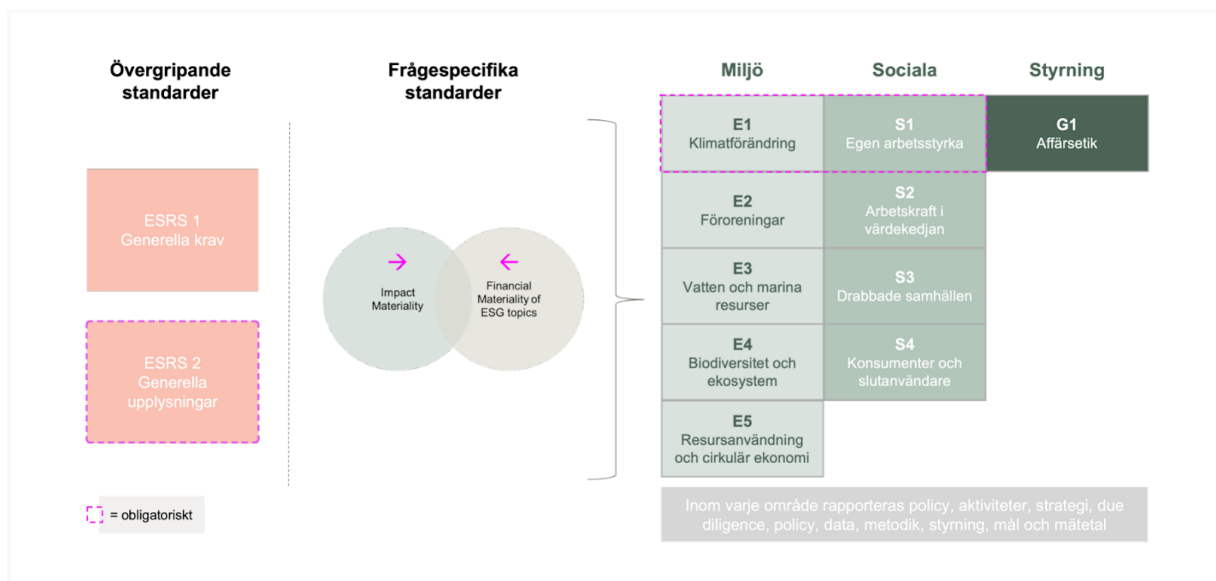 Övergripande
standarder
ESRS 1
Generella krav
ESRS 2
Generella
upplysningar
= obligatoriskt
Frågespecifika
standarder
Impact
Materiality
Financial
Materiality of
ESG topics
Miljö
Sociala
Styrning
E1
Klimatförändring
S1
Egen arbetsstyrka
G1
Affärsetik
E2
Föroreningar
S2
Arbetskraft i
värdekedjan
E3
Vatten och marina
resurser
S3
Drabbade samhällen
E4
Biodiversitet och
ekosystem
S4
Konsumenter och
slutanvändare
E5
Resursanvändning
och cirkulär ekonomi
Inom varje område rapporteras policy, aktiviteter, strategi, due
diligence, policy, data, metodik, styrning, mål och mätetal